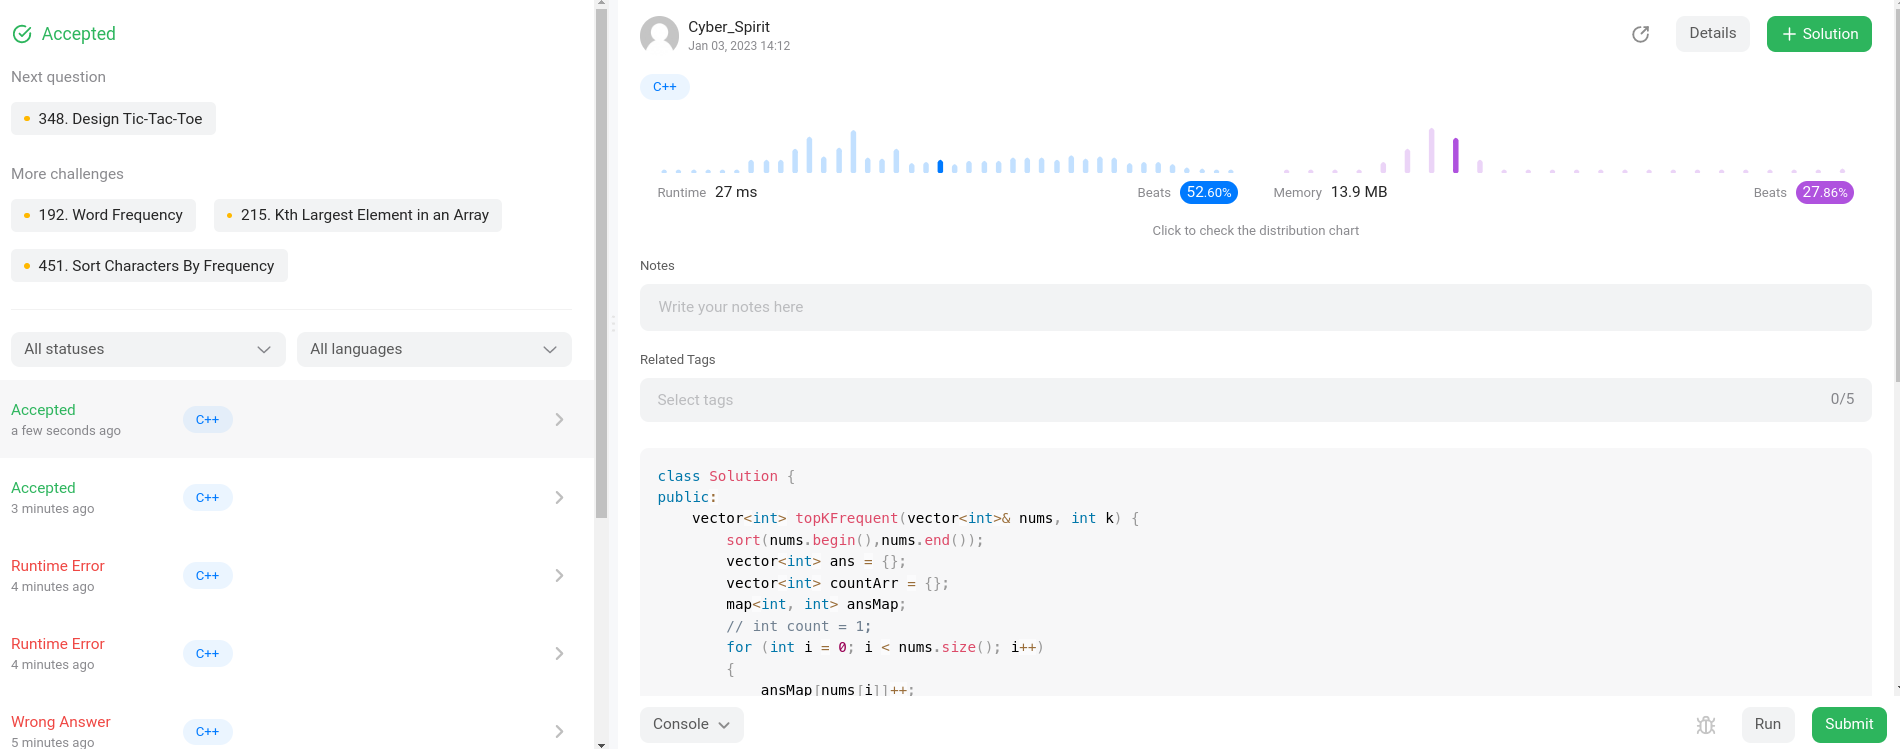 Accepted
Next question
348. Design Tic-Tac-Toe
More challenges
192. Word Frequency
215. Kth Largest Element in an Array
451. Sort Characters By Frequency
All statuses
All languages
Accepted
a few seconds ago
C++
Accepted
3 minutes ago
C++
Runtime Error
4 minutes ago
C++
Runtime Error
4 minutes ago
C++
Wrong Answer
5 minutes ago
C++
Cyber_Spirit
Jan 03, 2023 14:12
Details
+ Solution
C++
Runtime 27 ms
Beats 52.60%
Memory 13.9 MB
Beats 27.86%
Click to check the distribution chart
Notes
Write your notes here
Related Tags
Select tags
0/5
class Solution {
public:
    vector<int> topKFrequent(vector<int>& nums, int k) {
        sort(nums.begin(),nums.end());
        vector<int> ans = {};
        vector<int> countArr = {};
        map<int, int> ansMap;
        // int count = 1;
        for (int i = 0; i < nums.size(); i++)
        {
            ansMap[nums[i]]++;
Console
Run
Submit